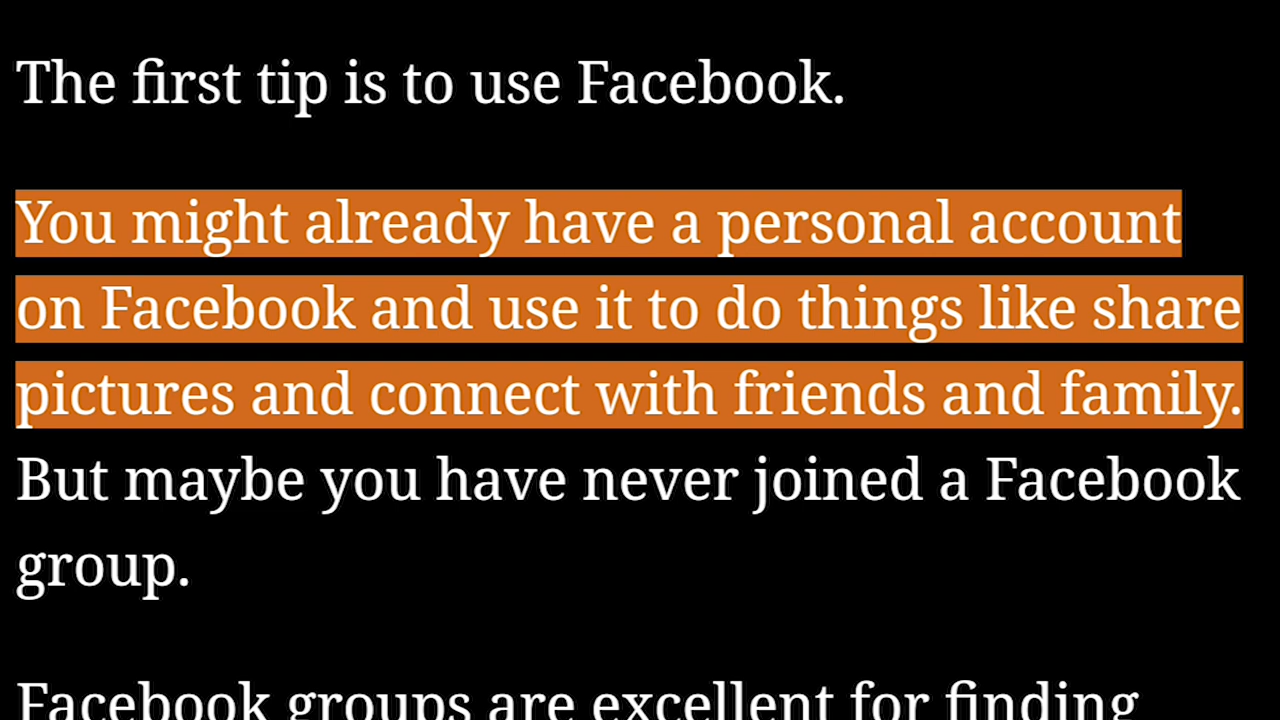 The first tip is to use Facebook.
You might already have a personal account
on Facebook and use it to do things like share
pictures and connect with friends and family.
But maybe you have never joined a Facebook
group.
Facebook groups are excellent for finding